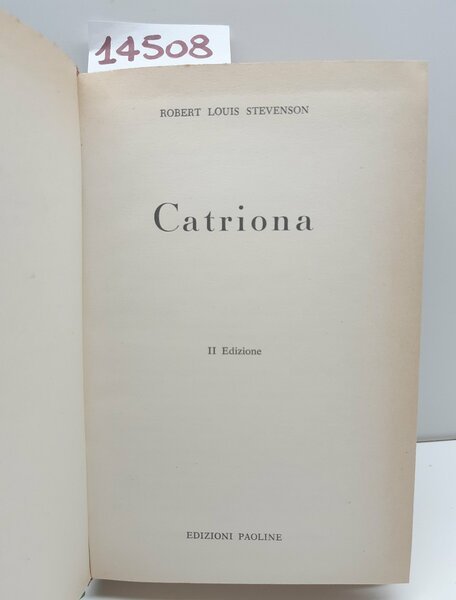 14508
ROBERT LOUIS STEVENSON
Catriona
II Edizione
EDIZIONI PAOLINE